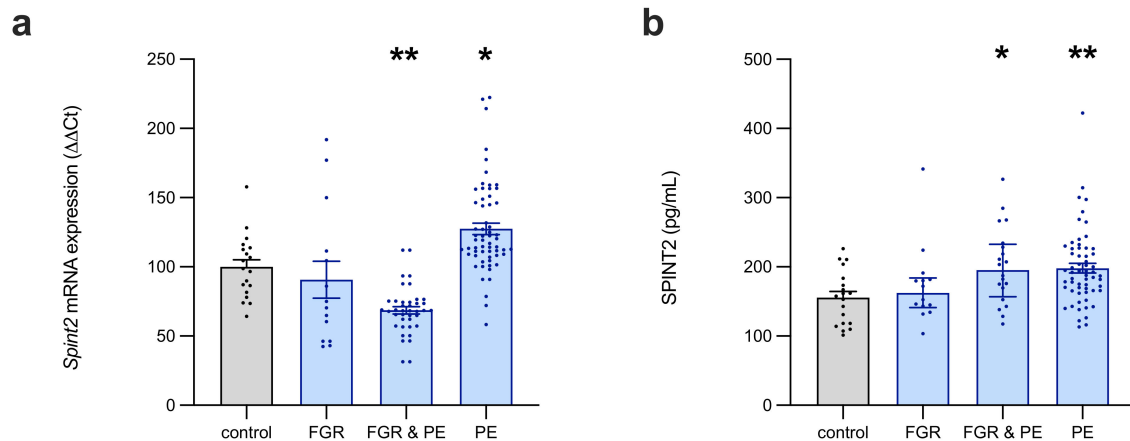 a
Spint2 mRNA expression (ΔΔCt)
250
200
150
100
50
0
** *
control FGR FGR & PE PE
b
SPINT2 (pg/mL)
500
400
300
200
100
0
* **
control FGR FGR & PE PE